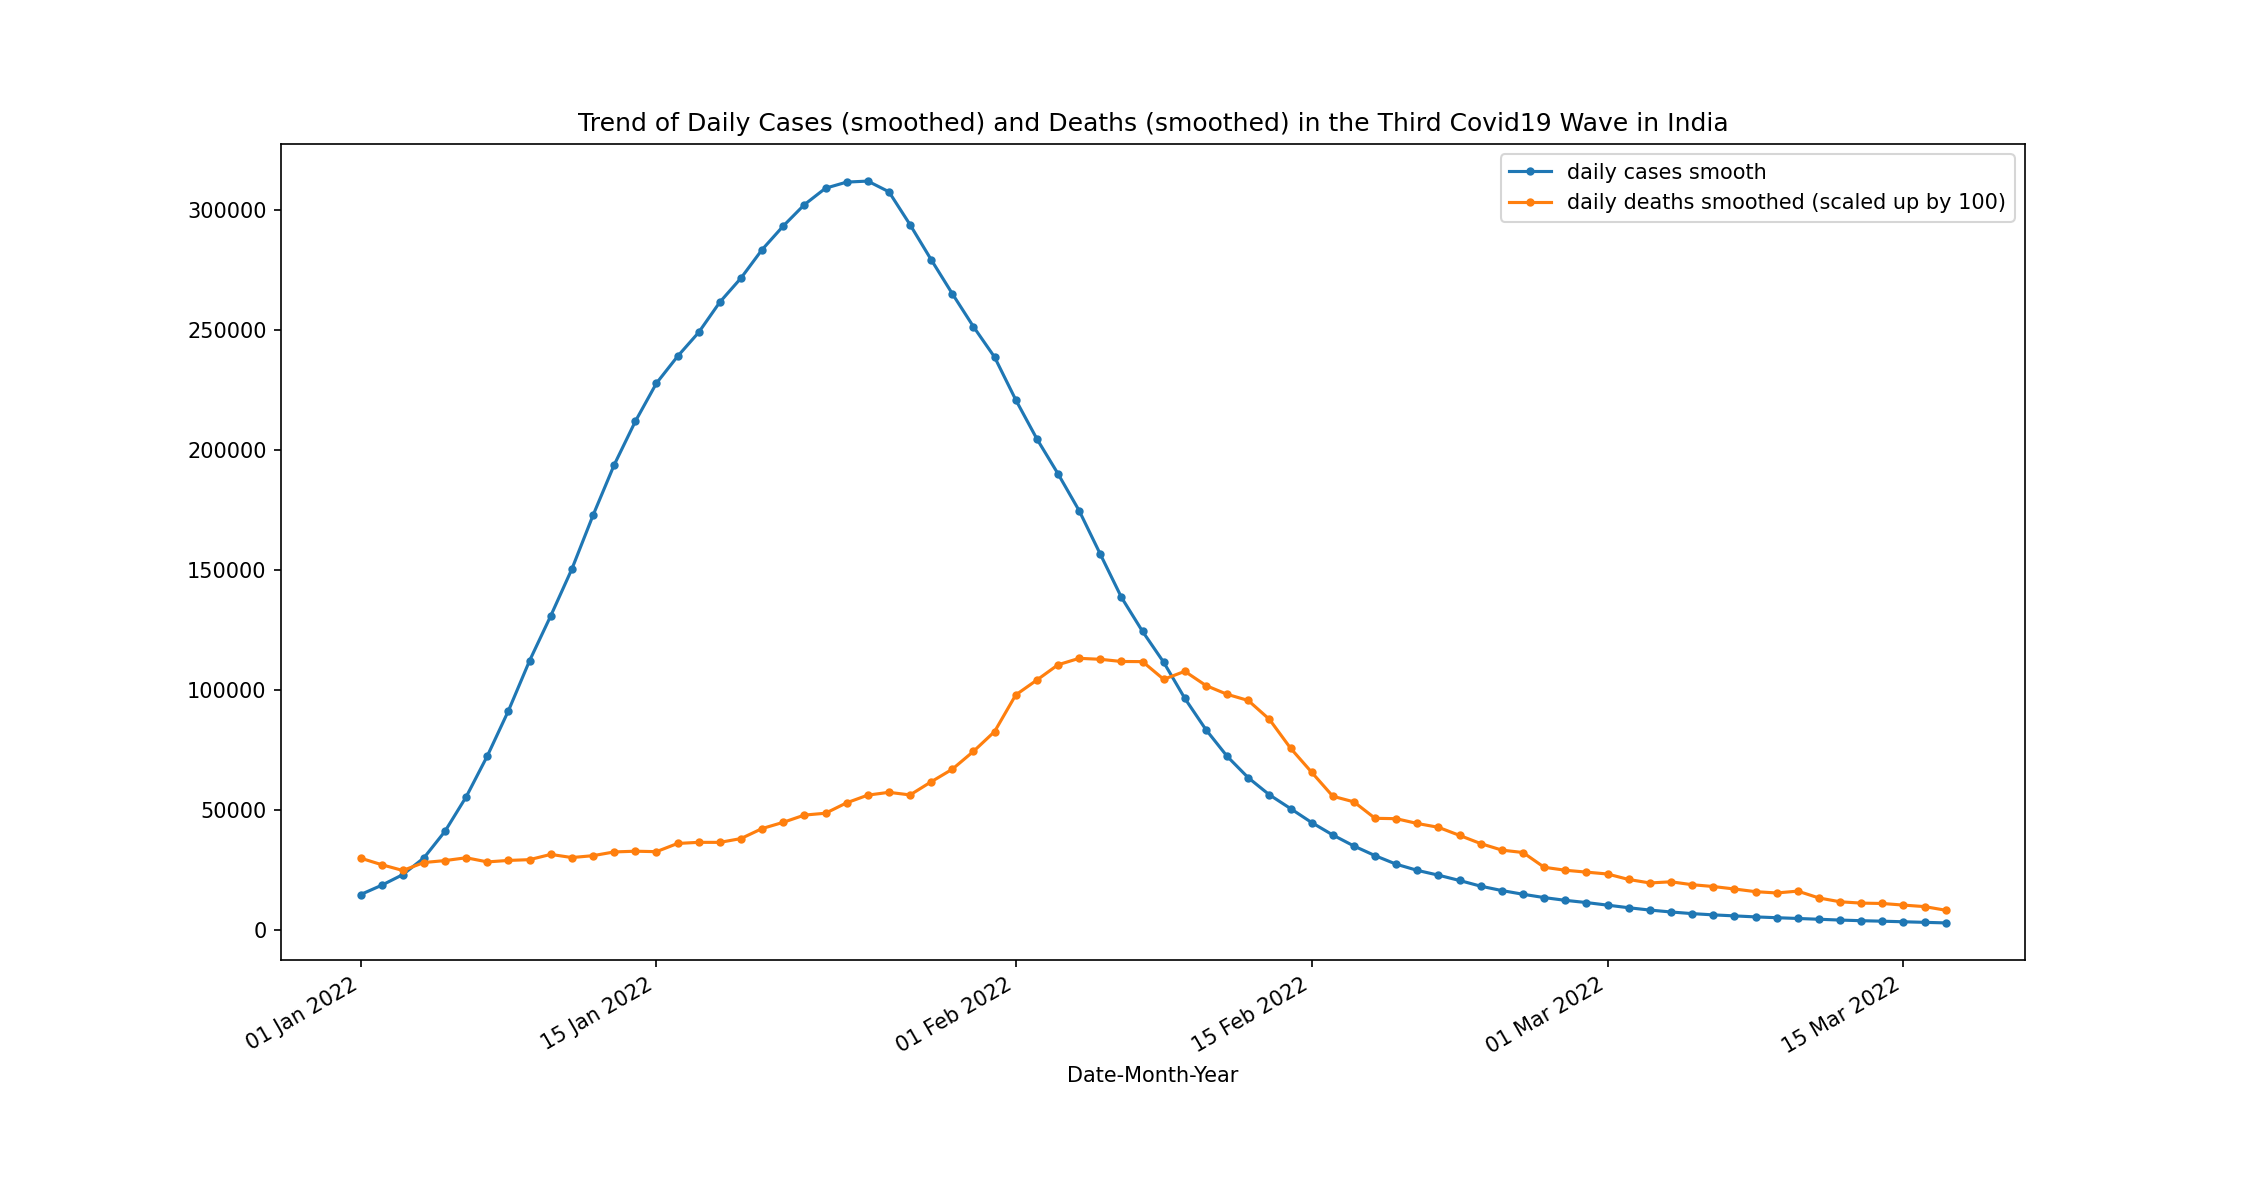 Trend of Daily Cases (smoothed) and Deaths (smoothed) in the Third Covid19 Wave in India
daily cases smooth
daily deaths smoothed (scaled up by 100)
300000
250000
200000
150000
100000
50000
0
01 Jan 2022
15 Jan 2022
01 Feb 2022
15 Feb 2022
01 Mar 2022
15 Mar 2022
Date-Month-Year